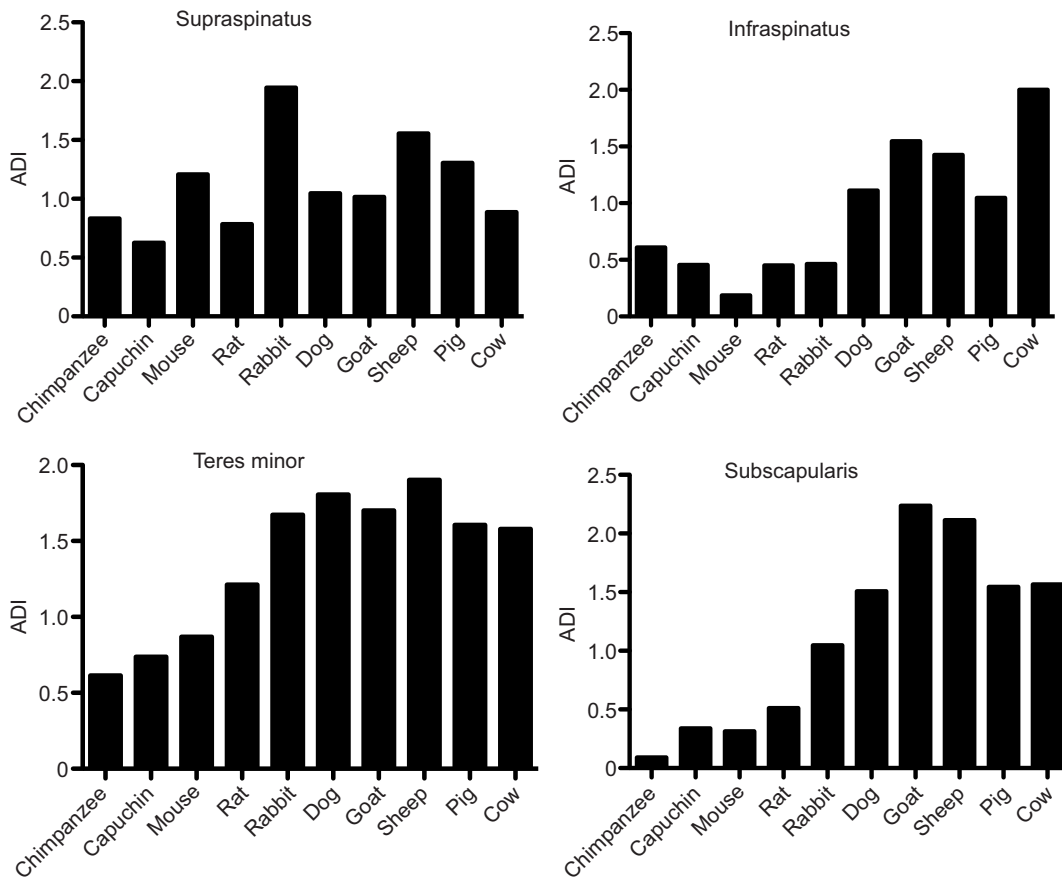 Supraspinatus
2.5
2.0
1.5
1.0
0.5
0
ADI
Chimpanzee
Capuchin
Mouse
Rat
Rabbit
Dog
Goat
Sheep
Pig
Cow
Infraspinatus
2.5
2.0
1.5
1.0
0.5
0
ADI
Chimpanzee
Capuchin
Mouse
Rat
Rabbit
Dog
Goat
Sheep
Pig
Cow
Teres minor
2.0
1.5
1.0
0.5
0
ADI
Chimpanzee
Capuchin
Mouse
Rat
Rabbit
Dog
Goat
Sheep
Pig
Cow
Subscapularis
2.5
2.0
1.5
1.0
0.5
0
ADI
Chimpanzee
Capuchin
Mouse
Rat
Rabbit
Dog
Goat
Sheep
Pig
Cow